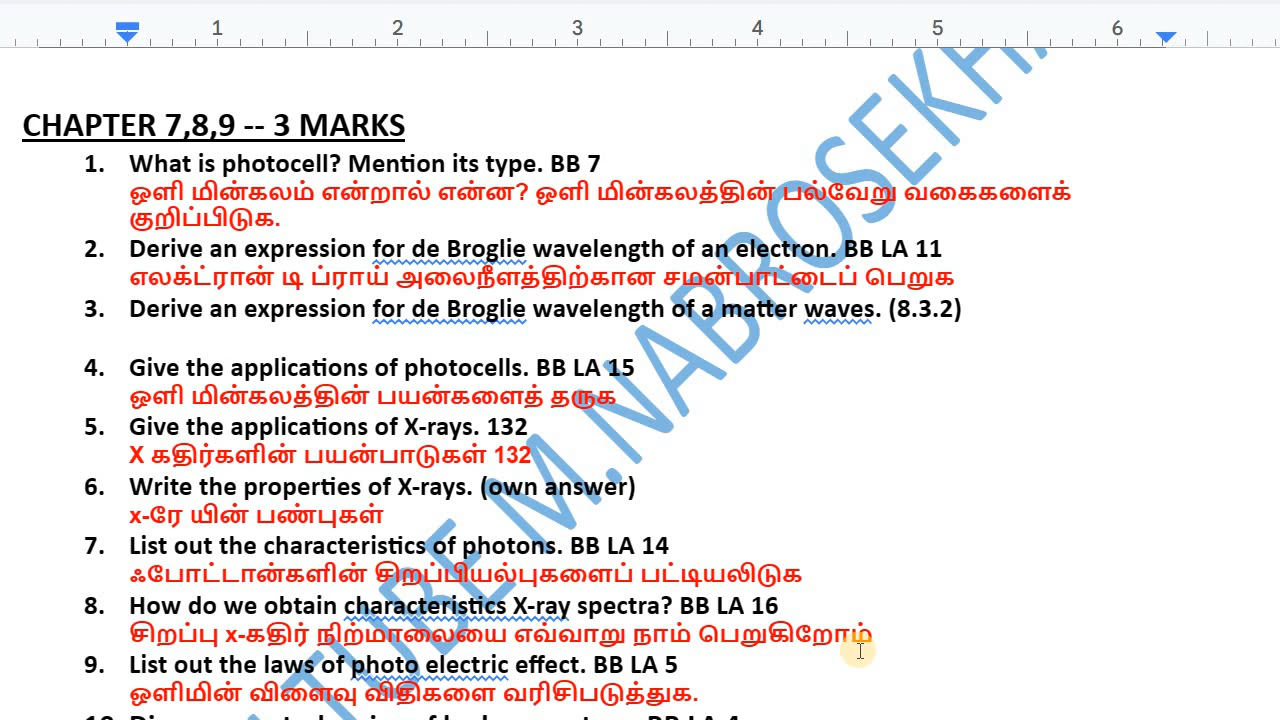 1 2 3 4 5 6
CHAPTER 7,8,9 -- 3 MARKS
1. What is photocell? Mention its type. BB 7
ஒளி மின்கலம் என்றால் என்ன? ஒளி மின்கலத்தின் பல்வேறு வகைகளைக்
குறிப்பிடுக.
2. Derive an expression for de Broglie wavelength of an electron. BB LA 11
எலக்ட்ரான் டி ப்ராய் அலைநீளத்திற்கான சமன்பாட்டைப் பெறுக
3. Derive an expression for de Broglie wavelength of a matter waves. (8.3.2)
4. Give the applications of photocells. BB LA 15
ஒளி மின்கலத்தின் பயன்களைத் தருக
5. Give the applications of X-rays. 132
X கதிர்களின் பயன்பாடுகள் 132
6. Write the properties of X-rays. (own answer)
x-ரே யின் பண்புகள்
7. List out the characteristics of photons. BB LA 14
ஃபோட்டான்களின் சிறப்பியல்புகளைப் பட்டியலிடுக
8. How do we obtain characteristics X-ray spectra? BB LA 16
சிறப்பு x-கதிர் நிற்மாலையை எவ்வாறு நாம் பெறுகிறோம்
9. List out the laws of photo electric effect. BB LA 5
ஒளிமின் விளைவு விதிகளை வரிசிபடுத்துக.
TUBE M.NABROSEKH